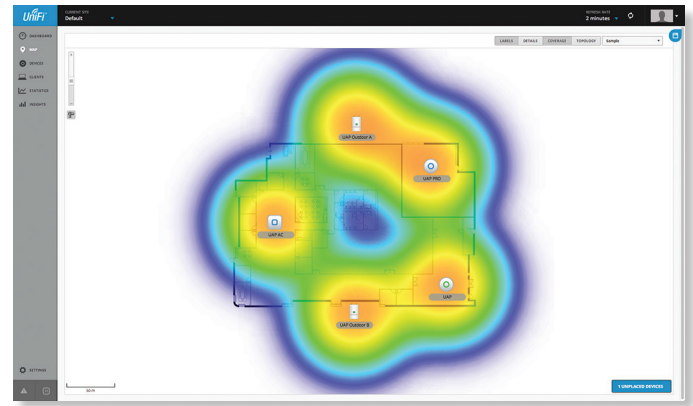 UniFi
CURRENT SITE
Default
REFRESH RATE
2 minutes
DASHBOARD
MAP
DEVICES
CLIENTS
STATISTICS
INSIGHTS
LABELS DETAILS COVERAGE TOPOLOGY Sample
UAP Outdoor A
UAP PRO
UAP AC
UAP
UAP Outdoor B
SETTINGS
1 UNPLACED DEVICES